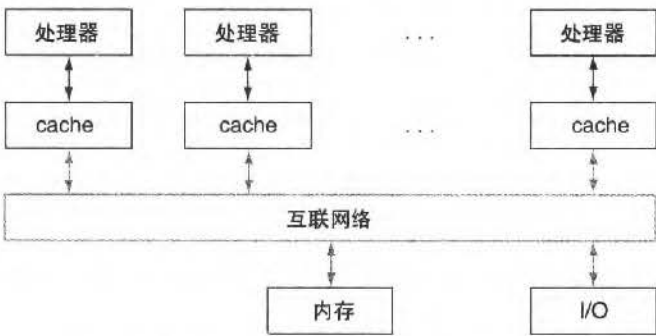 处理器 处理器 ... 处理器
cache cache ... cache
互联网络
内存 I/O